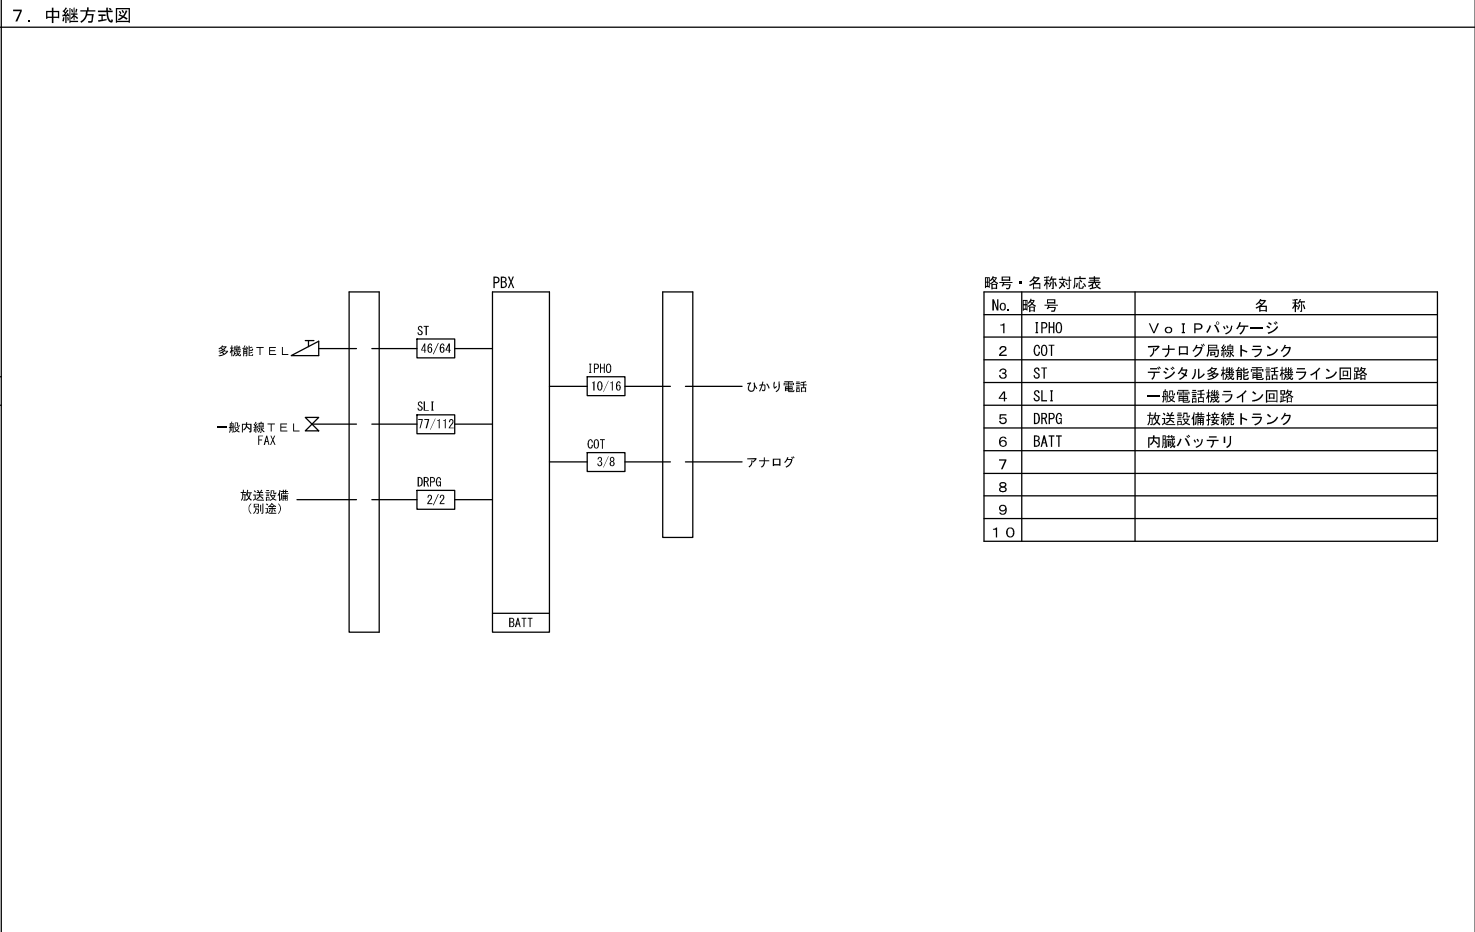 ７．中継方式図
PBX
ST
多機能ＴＥＬ
46/64
IPHO
10/16
ひかり電話
SLI
一般内線ＴＥＬ
77/112
FAX
COT
3/8
アナログ
DRPG
放送設備
2/2
（別途）
BATT
略号・名称対応表
No. 略 号 名　称
１ IPHO ＶｏＩＰパッケージ
２ COT アナログ局線トランク
３ ST デジタル多機能電話機ライン回路
４ SLI 一般電話機ライン回路
５ DRPG 放送設備接続トランク
６ BATT 内臓バッテリ
７
８
９
１０